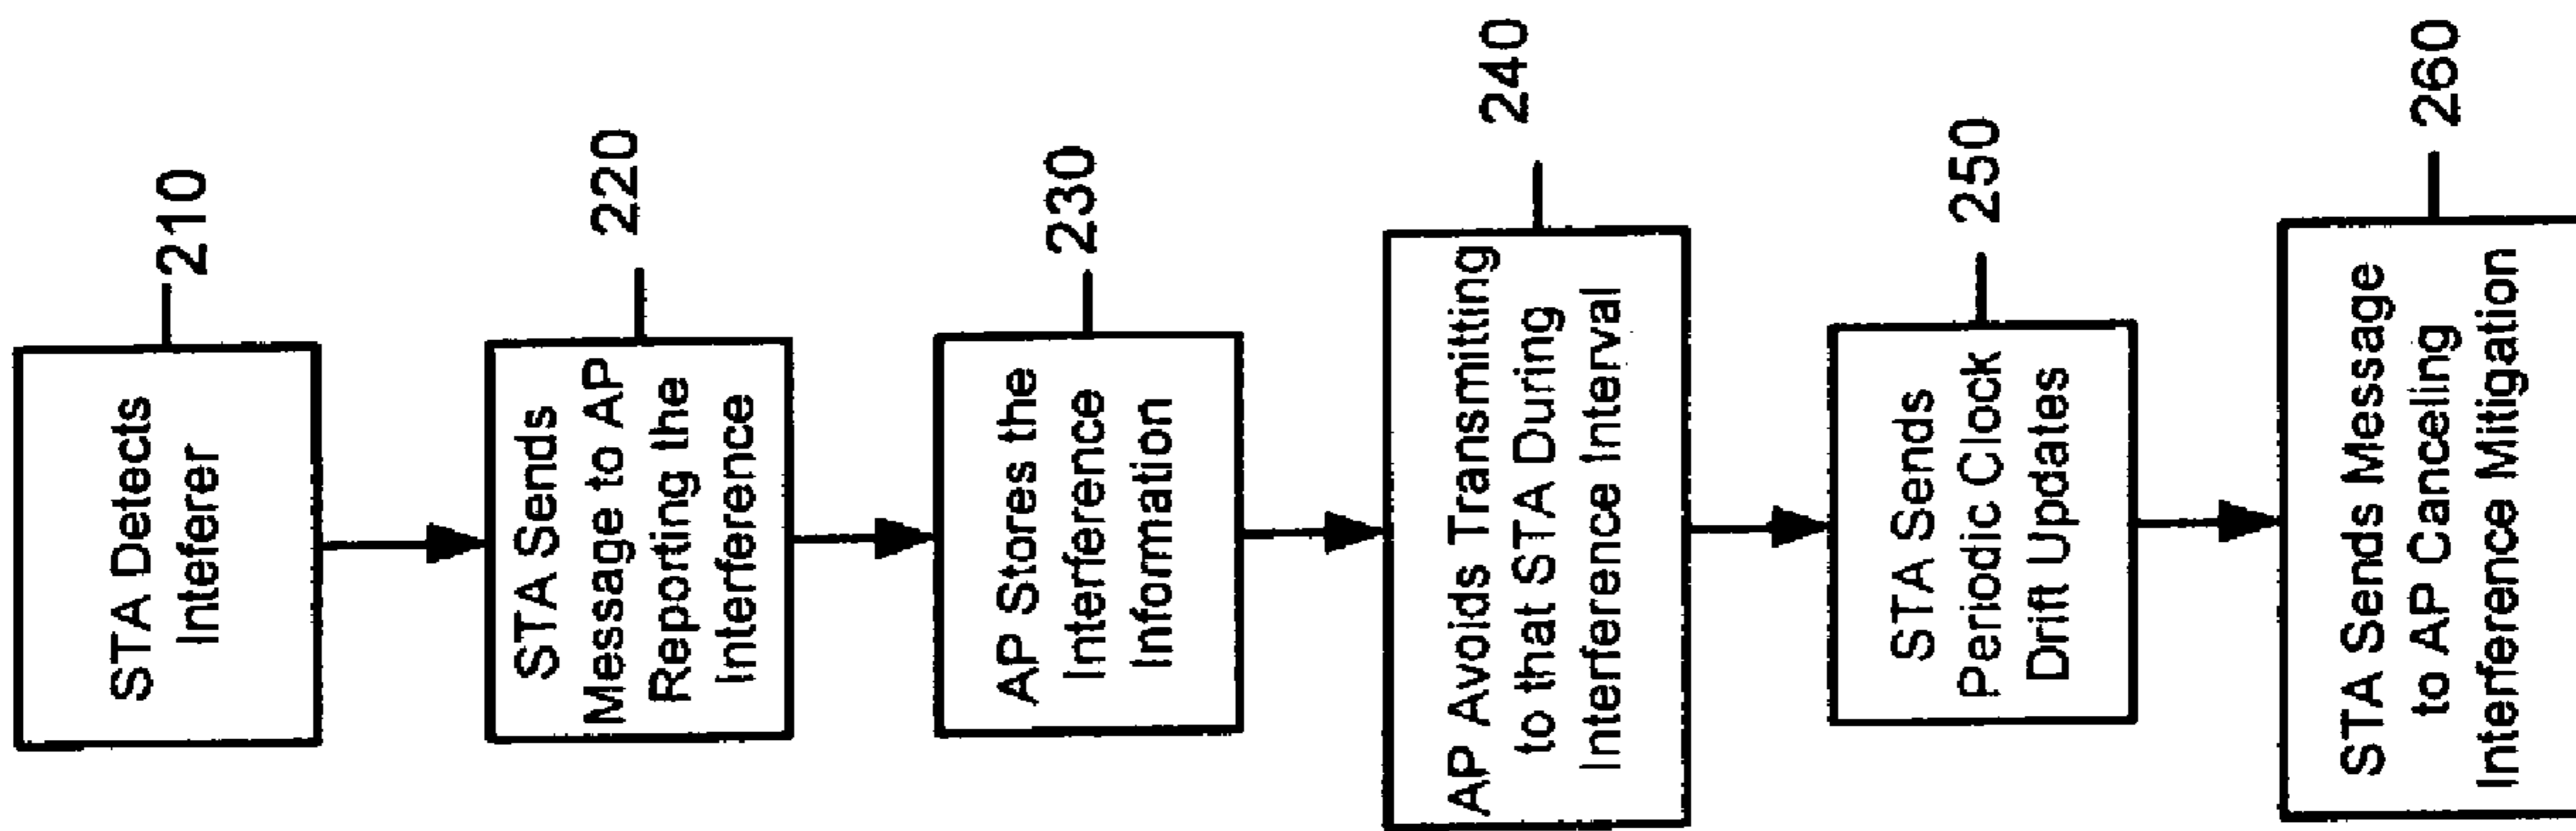 STA Detects
Inteferer
210
STA Sends
Message to AP
Reporting the
Interference
220
AP Stores the
Interference
Information
230
AP Avoids Transmitting
to that STA During
Interference Interval
240
STA Sends
Periodic Clock
Drift Updates
250
STA Sends Message
to AP Canceling
Interference Mitigation
260